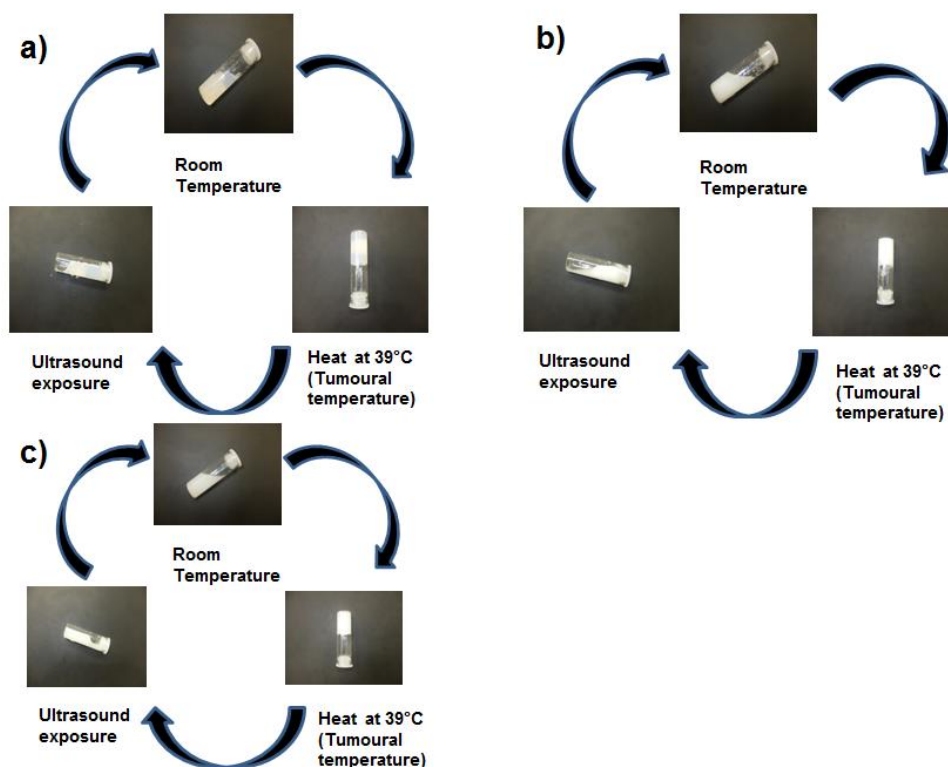 a)
Room
Temperature
Ultrasound
exposure
Heat at 39°C
(Tumoural
temperature)
b)
Room
Temperature
Ultrasound
exposure
Heat at 39°C
(Tumoural
temperature)
c)
Room
Temperature
Ultrasound
exposure
Heat at 39°C
(Tumoural
temperature)